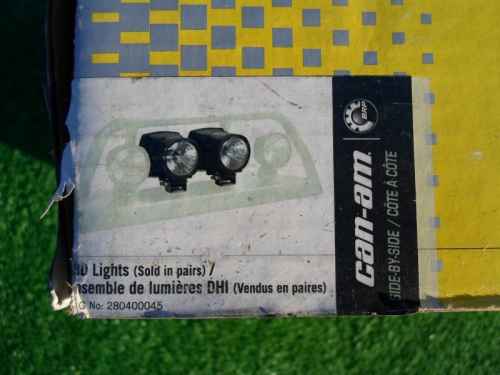 Lights (Sold in pairs) /
de lumières DHI (Vendus en paires)
No: 280400045
BRP
can-am
SIDE-BY-SIDE / CÔTE À CÔTE